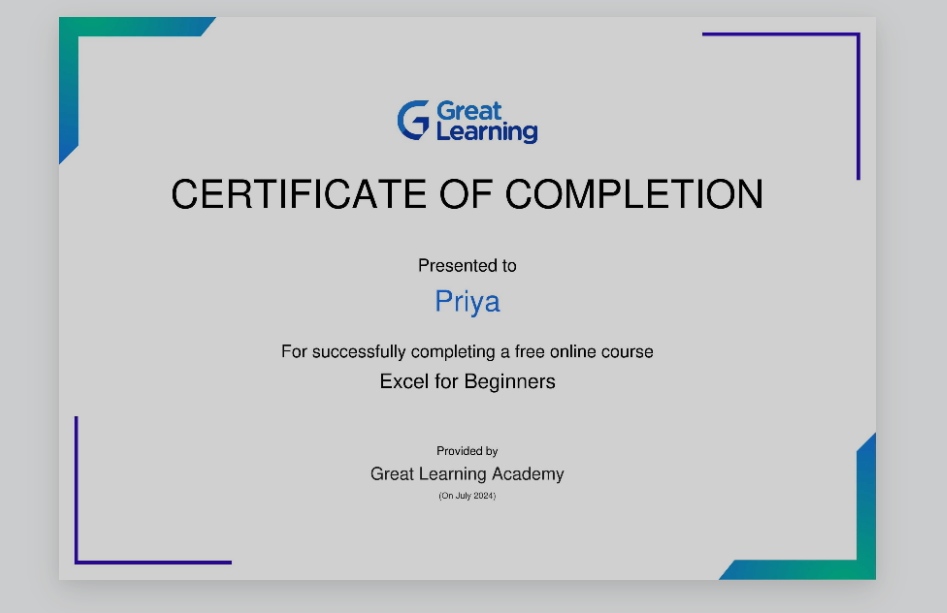 Great
Learning
CERTIFICATE OF COMPLETION
Presented to
Priya
For successfully completing a free online course
Excel for Beginners
Provided by
Great Learning Academy
(On July 2024)